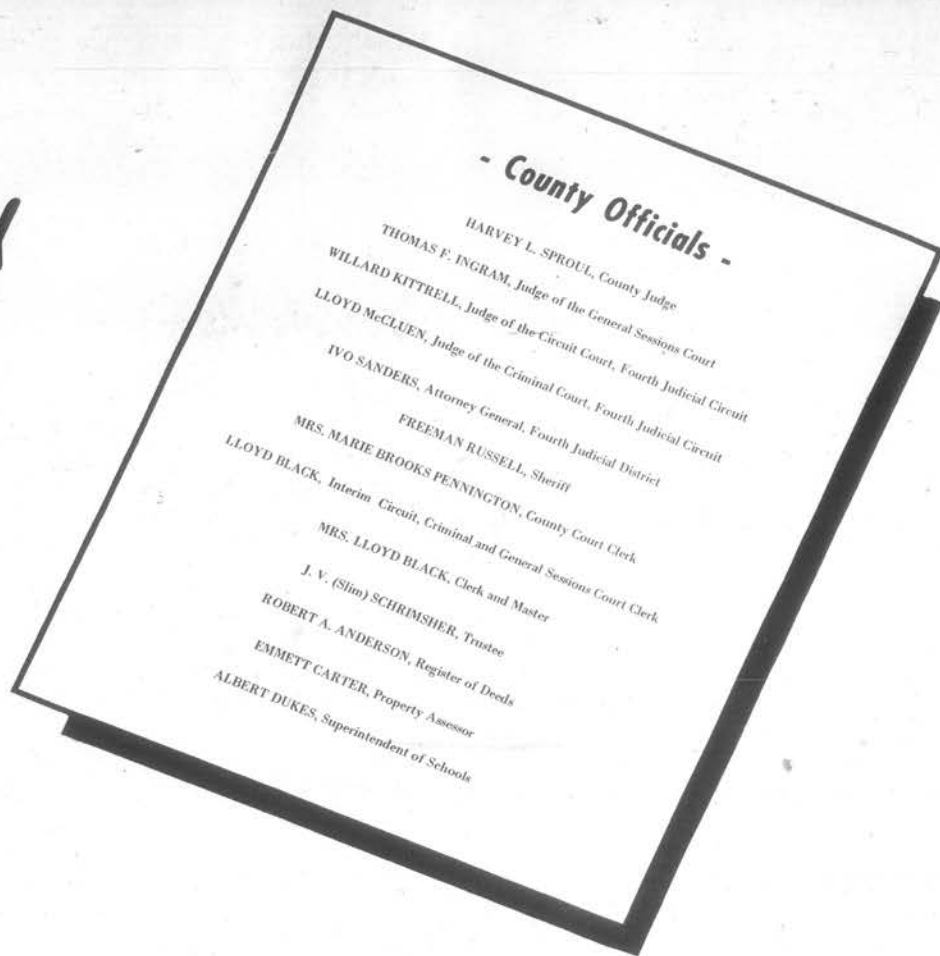 - County Officials -
HARVEY L. SPROUL, County Judge
THOMAS F. INGRAM, Judge of the General Sessions Court
WILLARD KITTRELL, Judge of the Circuit Court, Fourth Judicial Circuit
LLOYD McCLUEN, Judge of the Criminal Court, Fourth Judicial Circuit
IVO SANDERS, Attorney General, Fourth Judicial District
FREEMAN RUSSELL, Sheriff
MRS. MARIE BROOKS PENNINGTON, County Court Clerk
LLOYD BLACK, Interim Circuit, Criminal and General Sessions Court Clerk
MRS. LLOYD BLACK, Clerk and Master
J. V. (Slim) SCHRIMSHER, Trustee
ROBERT A. ANDERSON, Register of Deeds
EMMETT CARTER, Property Assessor
ALBERT DUKES, Superintendent of Schools